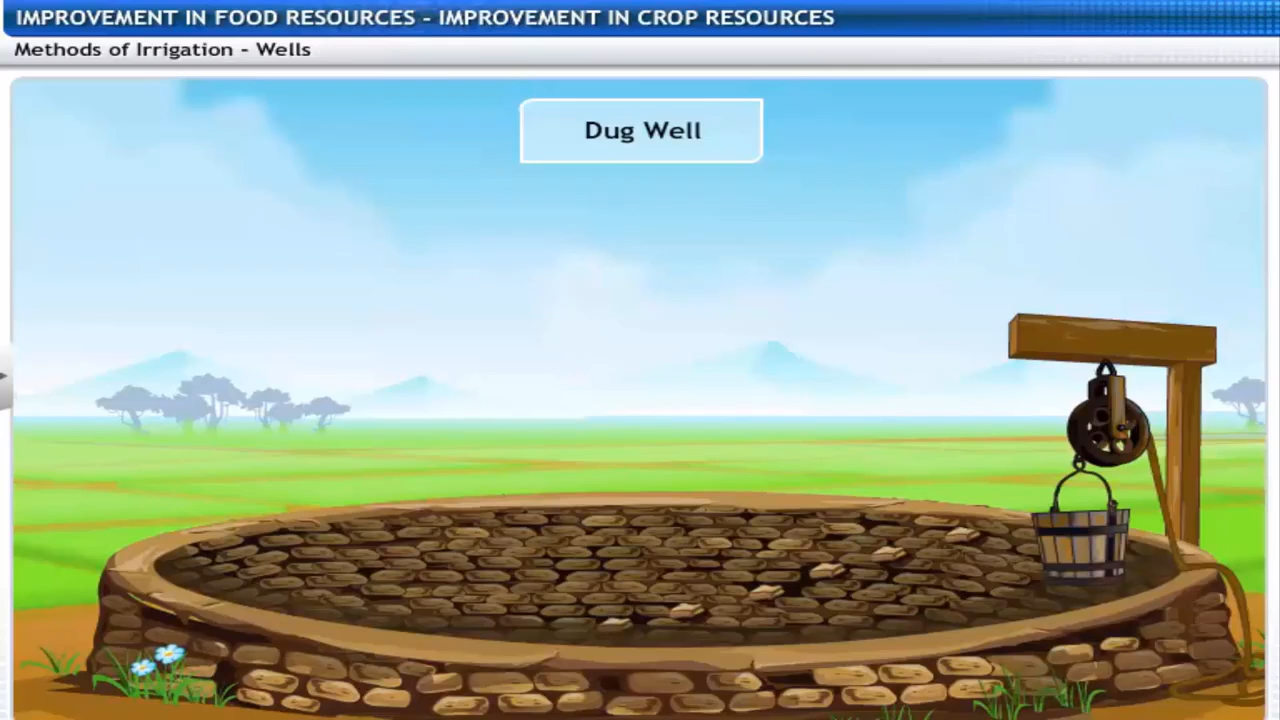 IMPROVEMENT IN FOOD RESOURCES - IMPROVEMENT IN CROP RESOURCES
Methods of Irrigation - Wells
Dug Well